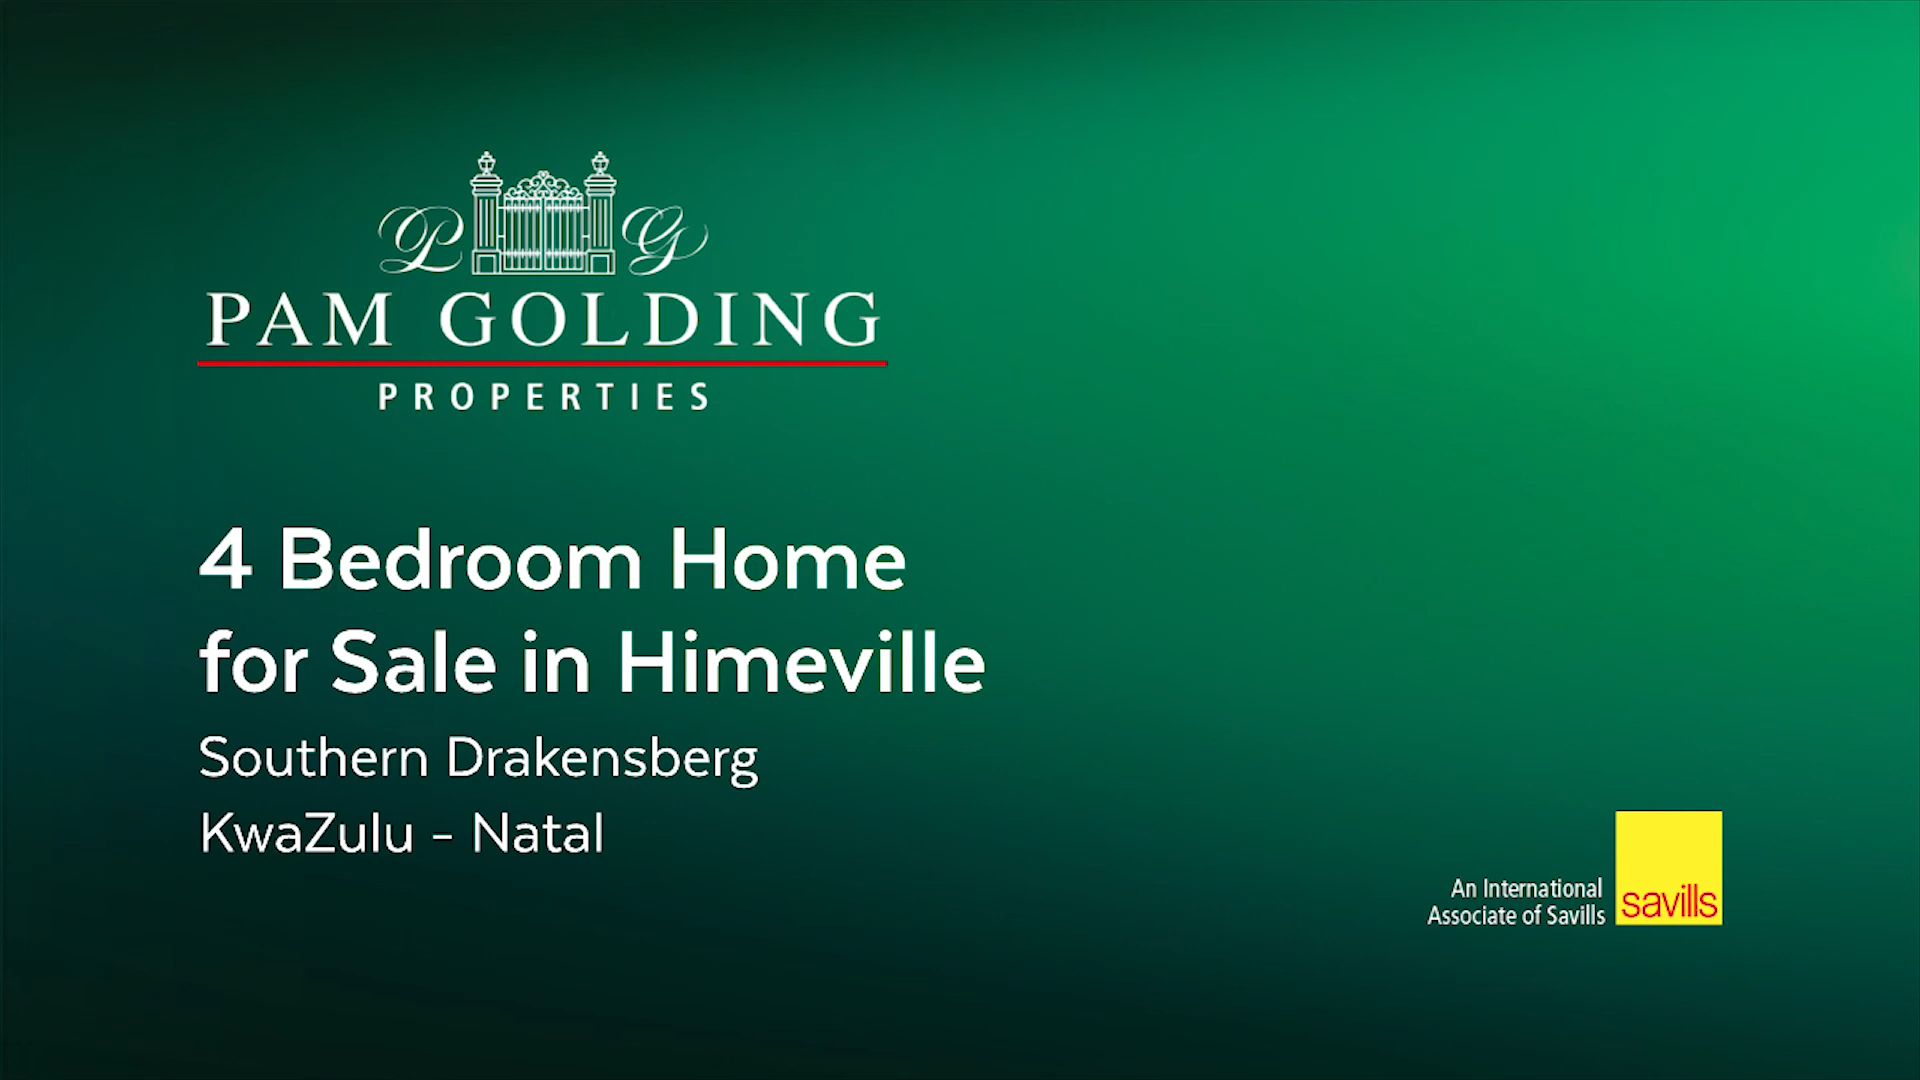 P G
PAM GOLDING
PROPERTIES
4 Bedroom Home
for Sale in Himeville
Southern Drakensberg
KwaZulu - Natal
An International
Associate of Savills
savills